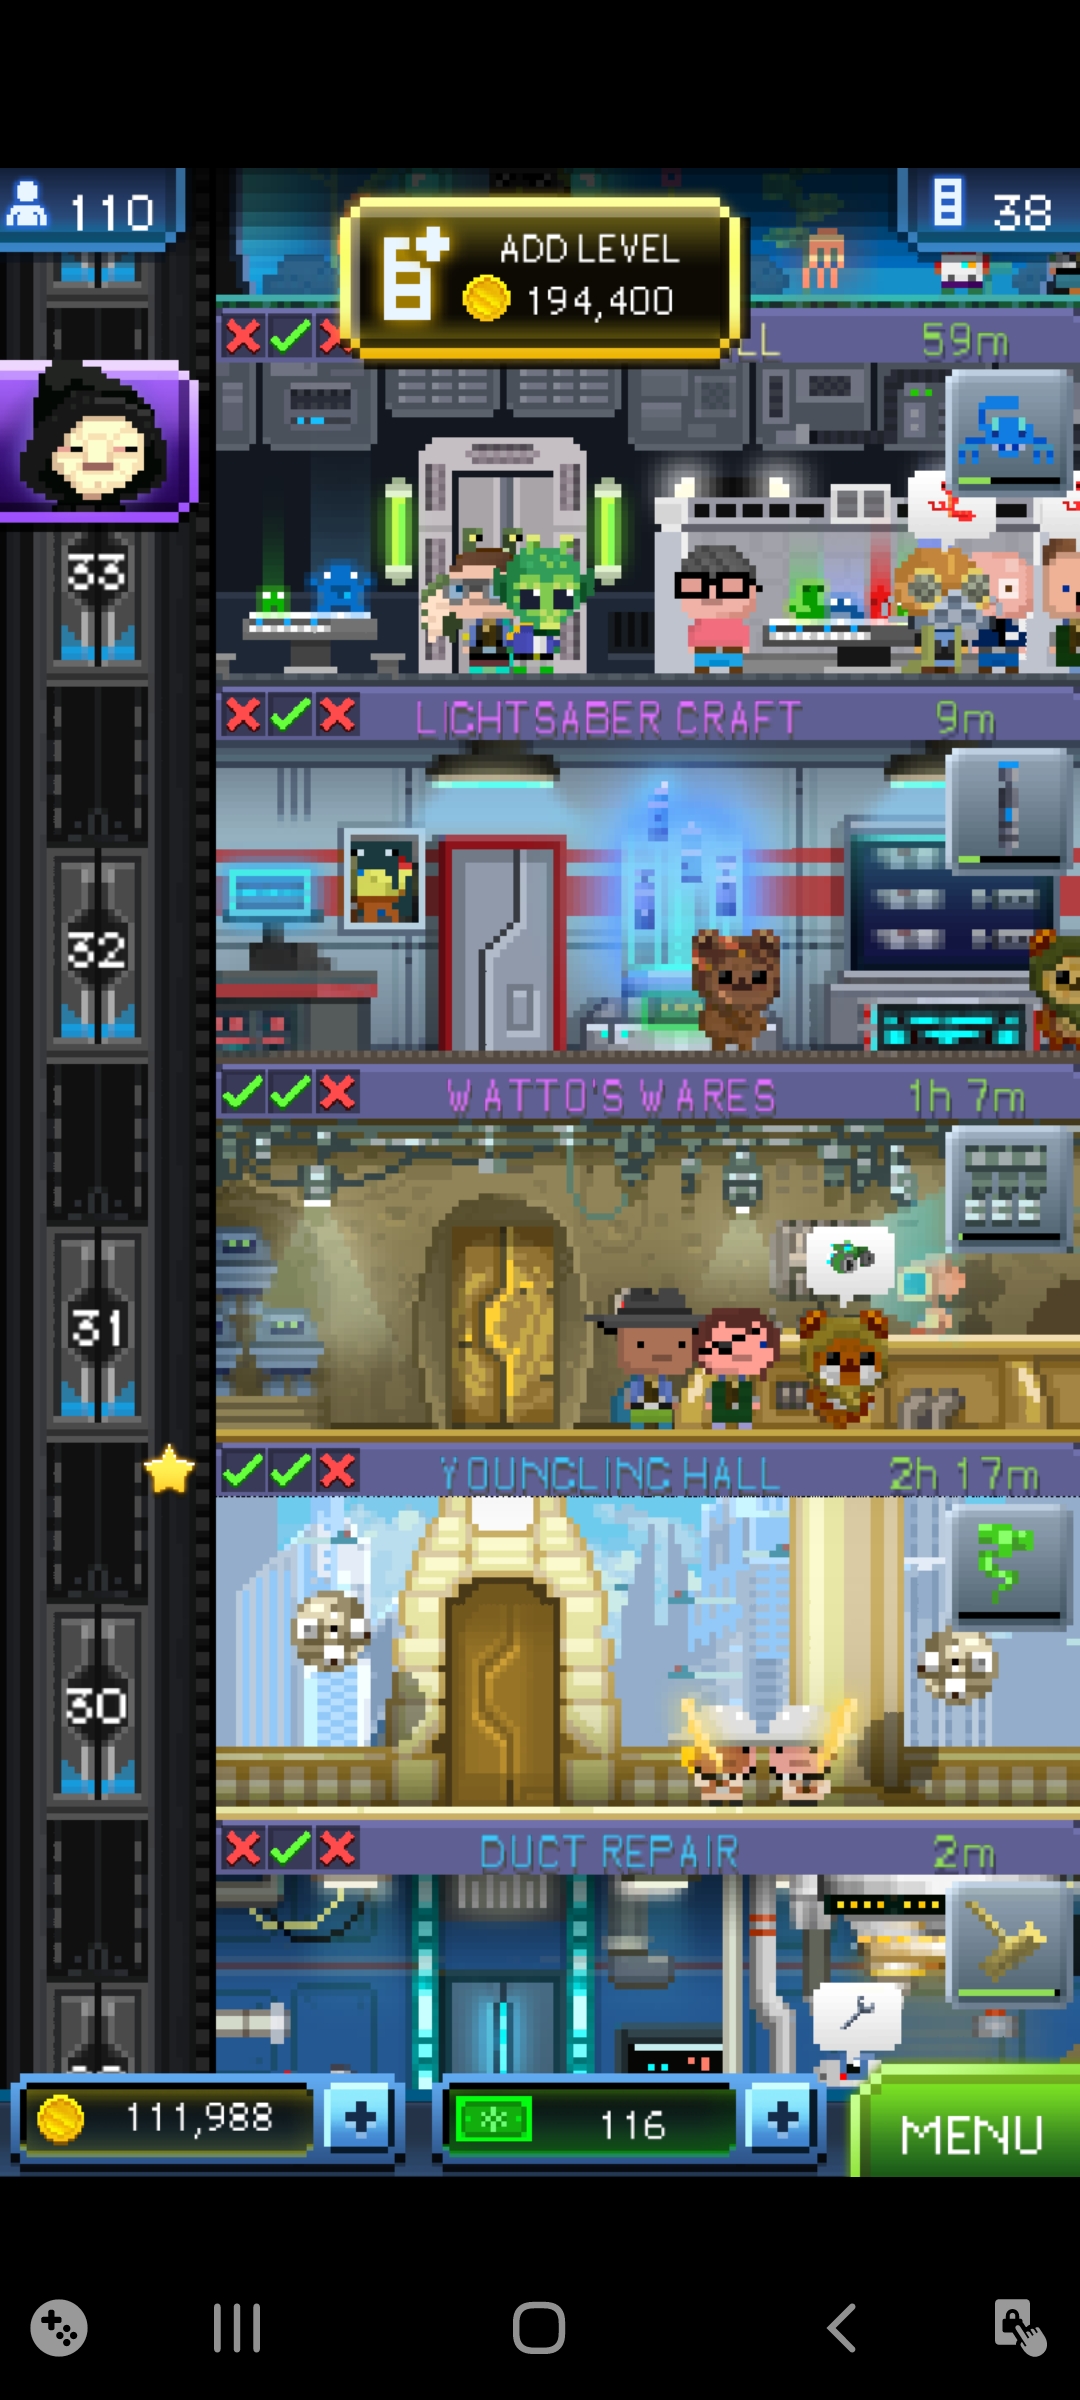 110
38
ADD LEVEL
194,400
LL
59m
33
LIGHTSABER CRAFT
9m
32
WATTO'S WARES
1h 7m
31
YOUNGLING HALL
2h 17m
30
DUCT REPAIR
2m
111,988
116
MENU